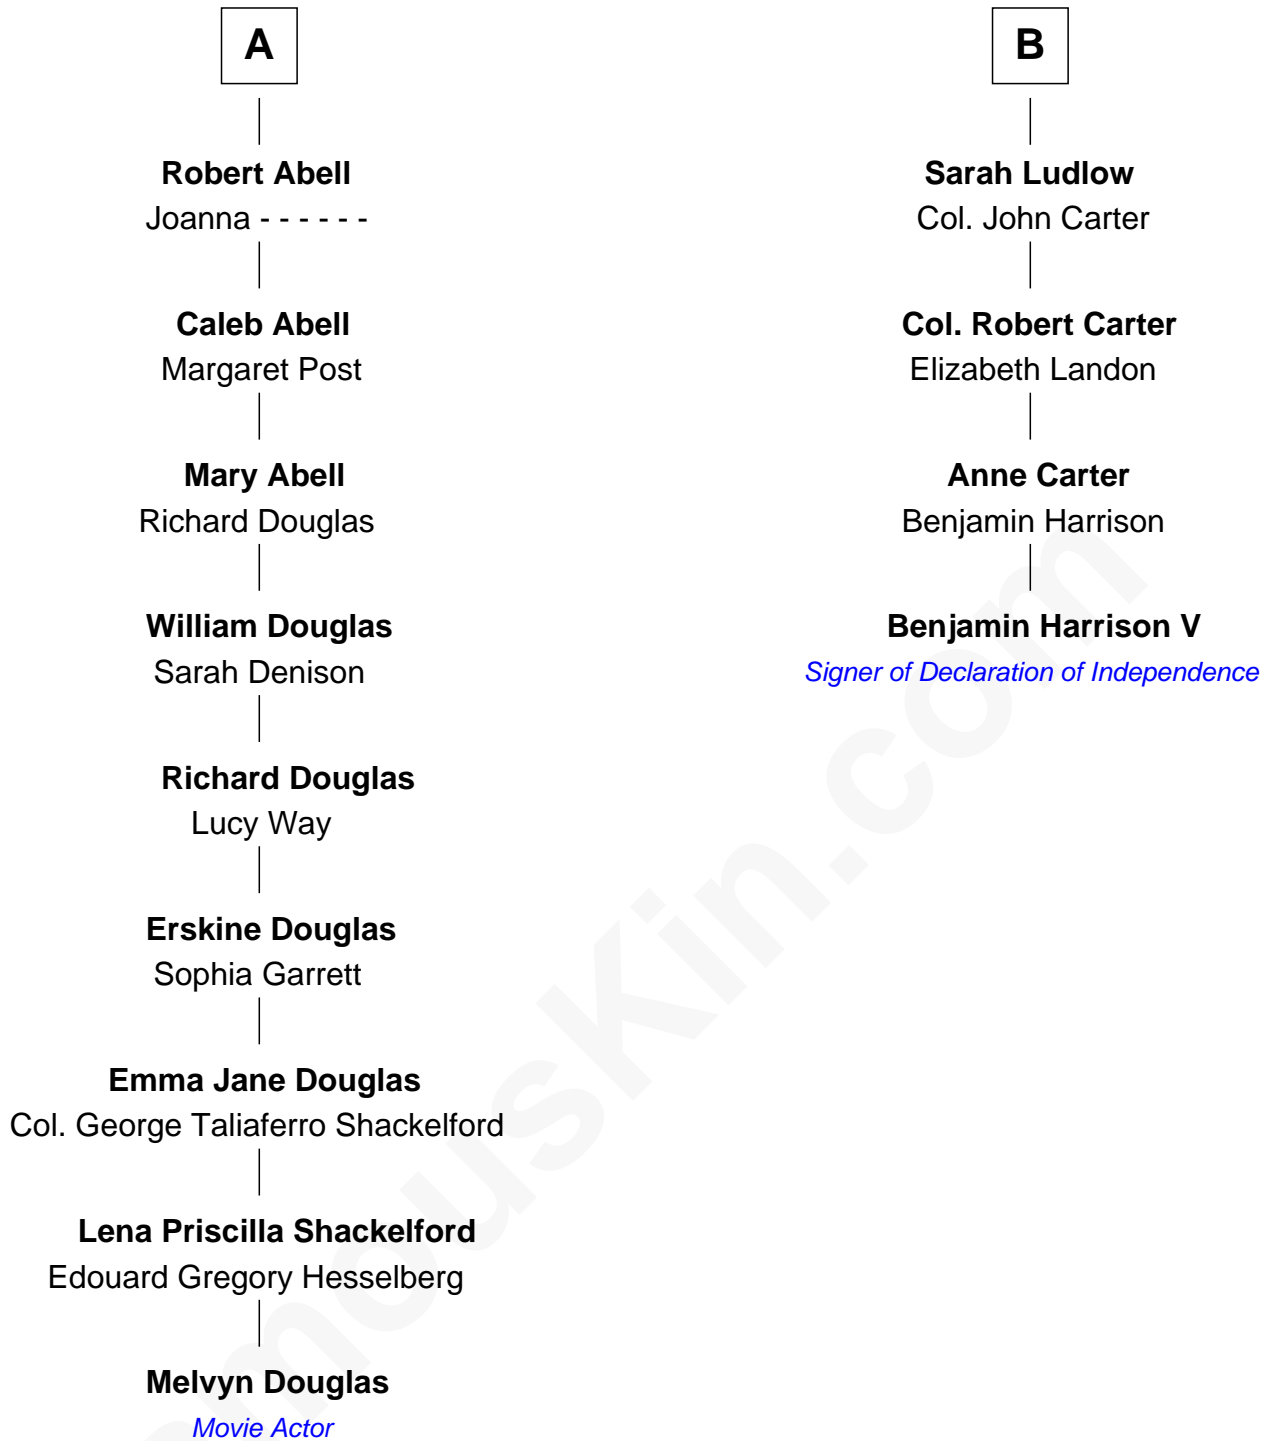 A
Robert Abell
Joanna - - - - - -
Caleb Abell
Margaret Post
Mary Abell
Richard Douglas
William Douglas
Sarah Denison
Richard Douglas
Lucy Way
Erskine Douglas
Sophia Garrett
Emma Jane Douglas
Col. George Taliaferro Shackelford
Lena Priscilla Shackelford
Edouard Gregory Hesselberg
Melvyn Douglas
Movie Actor
B
Sarah Ludlow
Col. John Carter
Col. Robert Carter
Elizabeth Landon
Anne Carter
Benjamin Harrison
Benjamin Harrison V
Signer of Declaration of Independence
mousKin.com